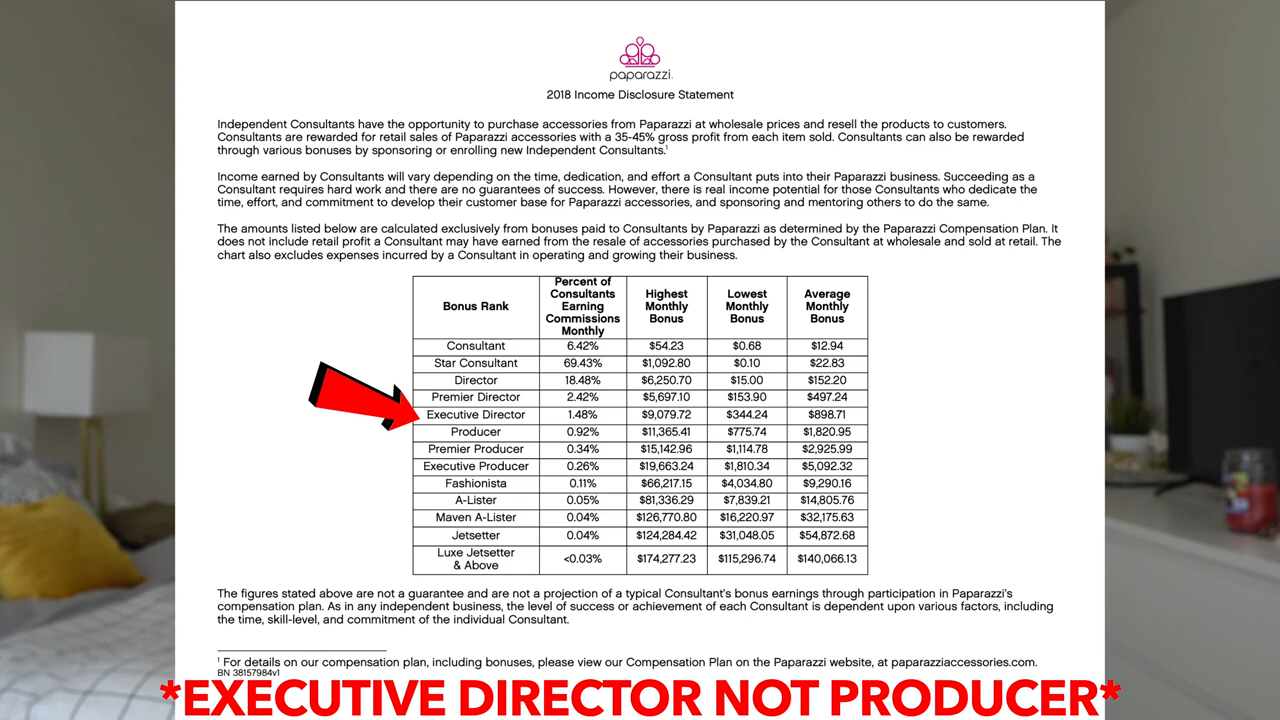 paparazzi.
2018 Income Disclosure Statement
Independent Consultants have the opportunity to purchase accessories from Paparazzi at wholesale prices and resell the products to customers.
Consultants are rewarded for retail sales of Paparazzi accessories with a 35-45% gross profit from each item sold. Consultants can also be rewarded
through various bonuses by sponsoring or enrolling new Independent Consultants.¹
Income earned by Consultants will vary depending on the time, dedication, and effort a Consultant puts into their Paparazzi business. Succeeding as a
Consultant requires hard work and there are no guarantees of success. However, there is real income potential for those Consultants who dedicate the
time, effort, and commitment to develop their customer base for Paparazzi accessories, and sponsoring and mentoring others to do the same.
The amounts listed below are calculated exclusively from bonuses paid to Consultants by Paparazzi as determined by the Paparazzi Compensation Plan. It
does not include retail profit a Consultant may have earned from the resale of accessories purchased by the Consultant at wholesale and sold at retail. The
chart also excludes expenses incurred by a Consultant in operating and growing their business.
Bonus Rank Percent of Consultants Earning Commissions Monthly Highest Monthly Bonus Lowest Monthly Bonus Average Monthly Bonus
Consultant 6.42% $54.23 $0.68 $12.94
Star Consultant 69.43% $1,092.80 $0.10 $22.83
Director 18.48% $6,250.70 $15.00 $152.20
Premier Director 2.42% $5,697.10 $153.90 $497.24
Executive Director 1.48% $9,079.72 $344.24 $898.71
Producer 0.92% $11,365.41 $775.74 $1,820.95
Premier Producer 0.34% $15,142.96 $1,114.78 $2,925.99
Executive Producer 0.26% $19,663.24 $1,810.34 $5,092.32
Fashionista 0.11% $66,217.15 $4,034.80 $9,290.16
A-Lister 0.05% $81,336.29 $7,839.21 $14,805.76
Maven A-Lister 0.04% $126,770.80 $16,220.97 $32,175.63
Jetsetter 0.04% $124,284.42 $31,048.05 $54,872.68
Luxe Jetsetter & Above <0.03% $174,277.23 $115,296.74 $140,066.13
The figures stated above are not a guarantee and are not a projection of a typical Consultant's bonus earnings through participation in Paparazzi's
compensation plan. As in any independent business, the level of success or achievement of each Consultant is dependent upon various factors, including
the time, skill-level, and commitment of the individual Consultant.
¹ For details on our compensation plan, including bonuses, please view our Compensation Plan on the Paparazzi website, at paparazziaccessories.com.
BN 38157984v1
*EXECUTIVE DIRECTOR NOT PRODUCER*